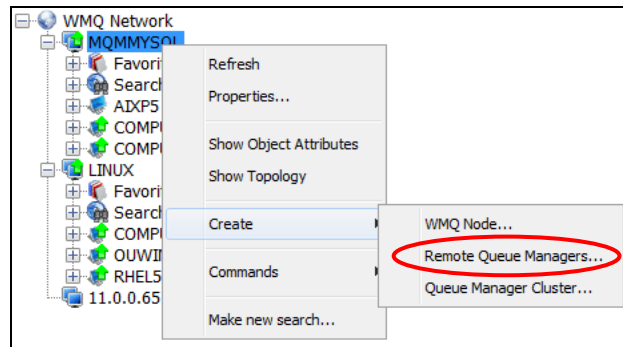 WMQ Network
MQMMYSQL
Favori
Search
AIXP5
COMPU
COMPU
LINUX
Favorit
Search
COMPU
OUWIN
RHEL5
11.0.0.65
Refresh
Properties...
Show Object Attributes
Show Topology
Create
Commands
Make new search...
WMQ Node...
Remote Queue Managers...
Queue Manager Cluster...